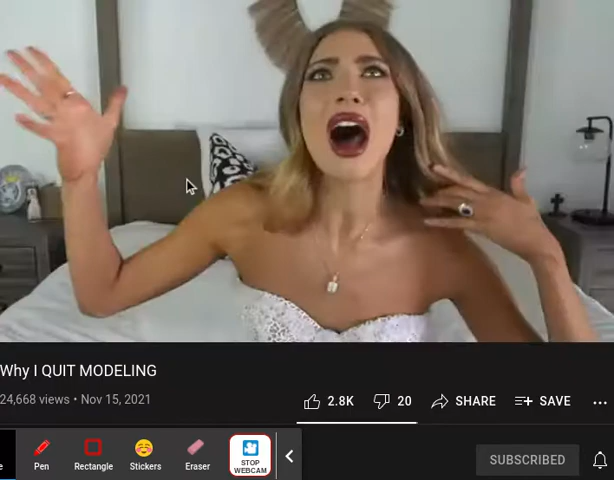 Why I QUIT MODELING
24,668 views • Nov 15, 2021
2.8K
20
SHARE
SAVE
Pen
Rectangle
Stickers
Eraser
STOP
WEBCAM
SUBSCRIBED